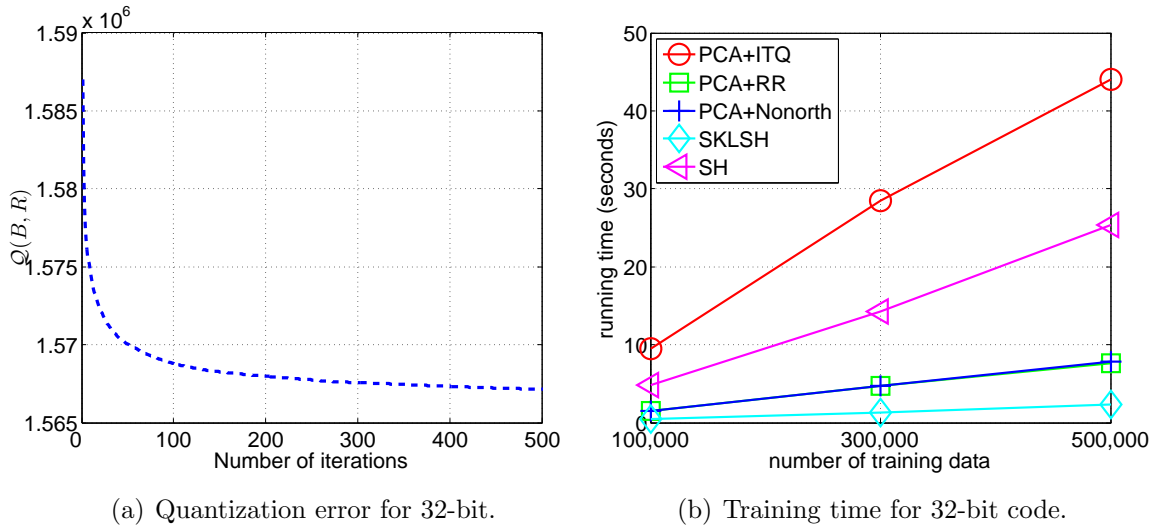 x 10^6
1.59
1.585
1.58
1.575
1.57
1.565
Q(B, R)
0 100 200 300 400 500
Number of iterations
(a) Quantization error for 32-bit.
50
40
30
20
10
0
running time (seconds)
PCA+ITQ
PCA+RR
PCA+Nonorth
SKLSH
SH
100,000 300,000 500,000
number of training data
(b) Training time for 32-bit code.